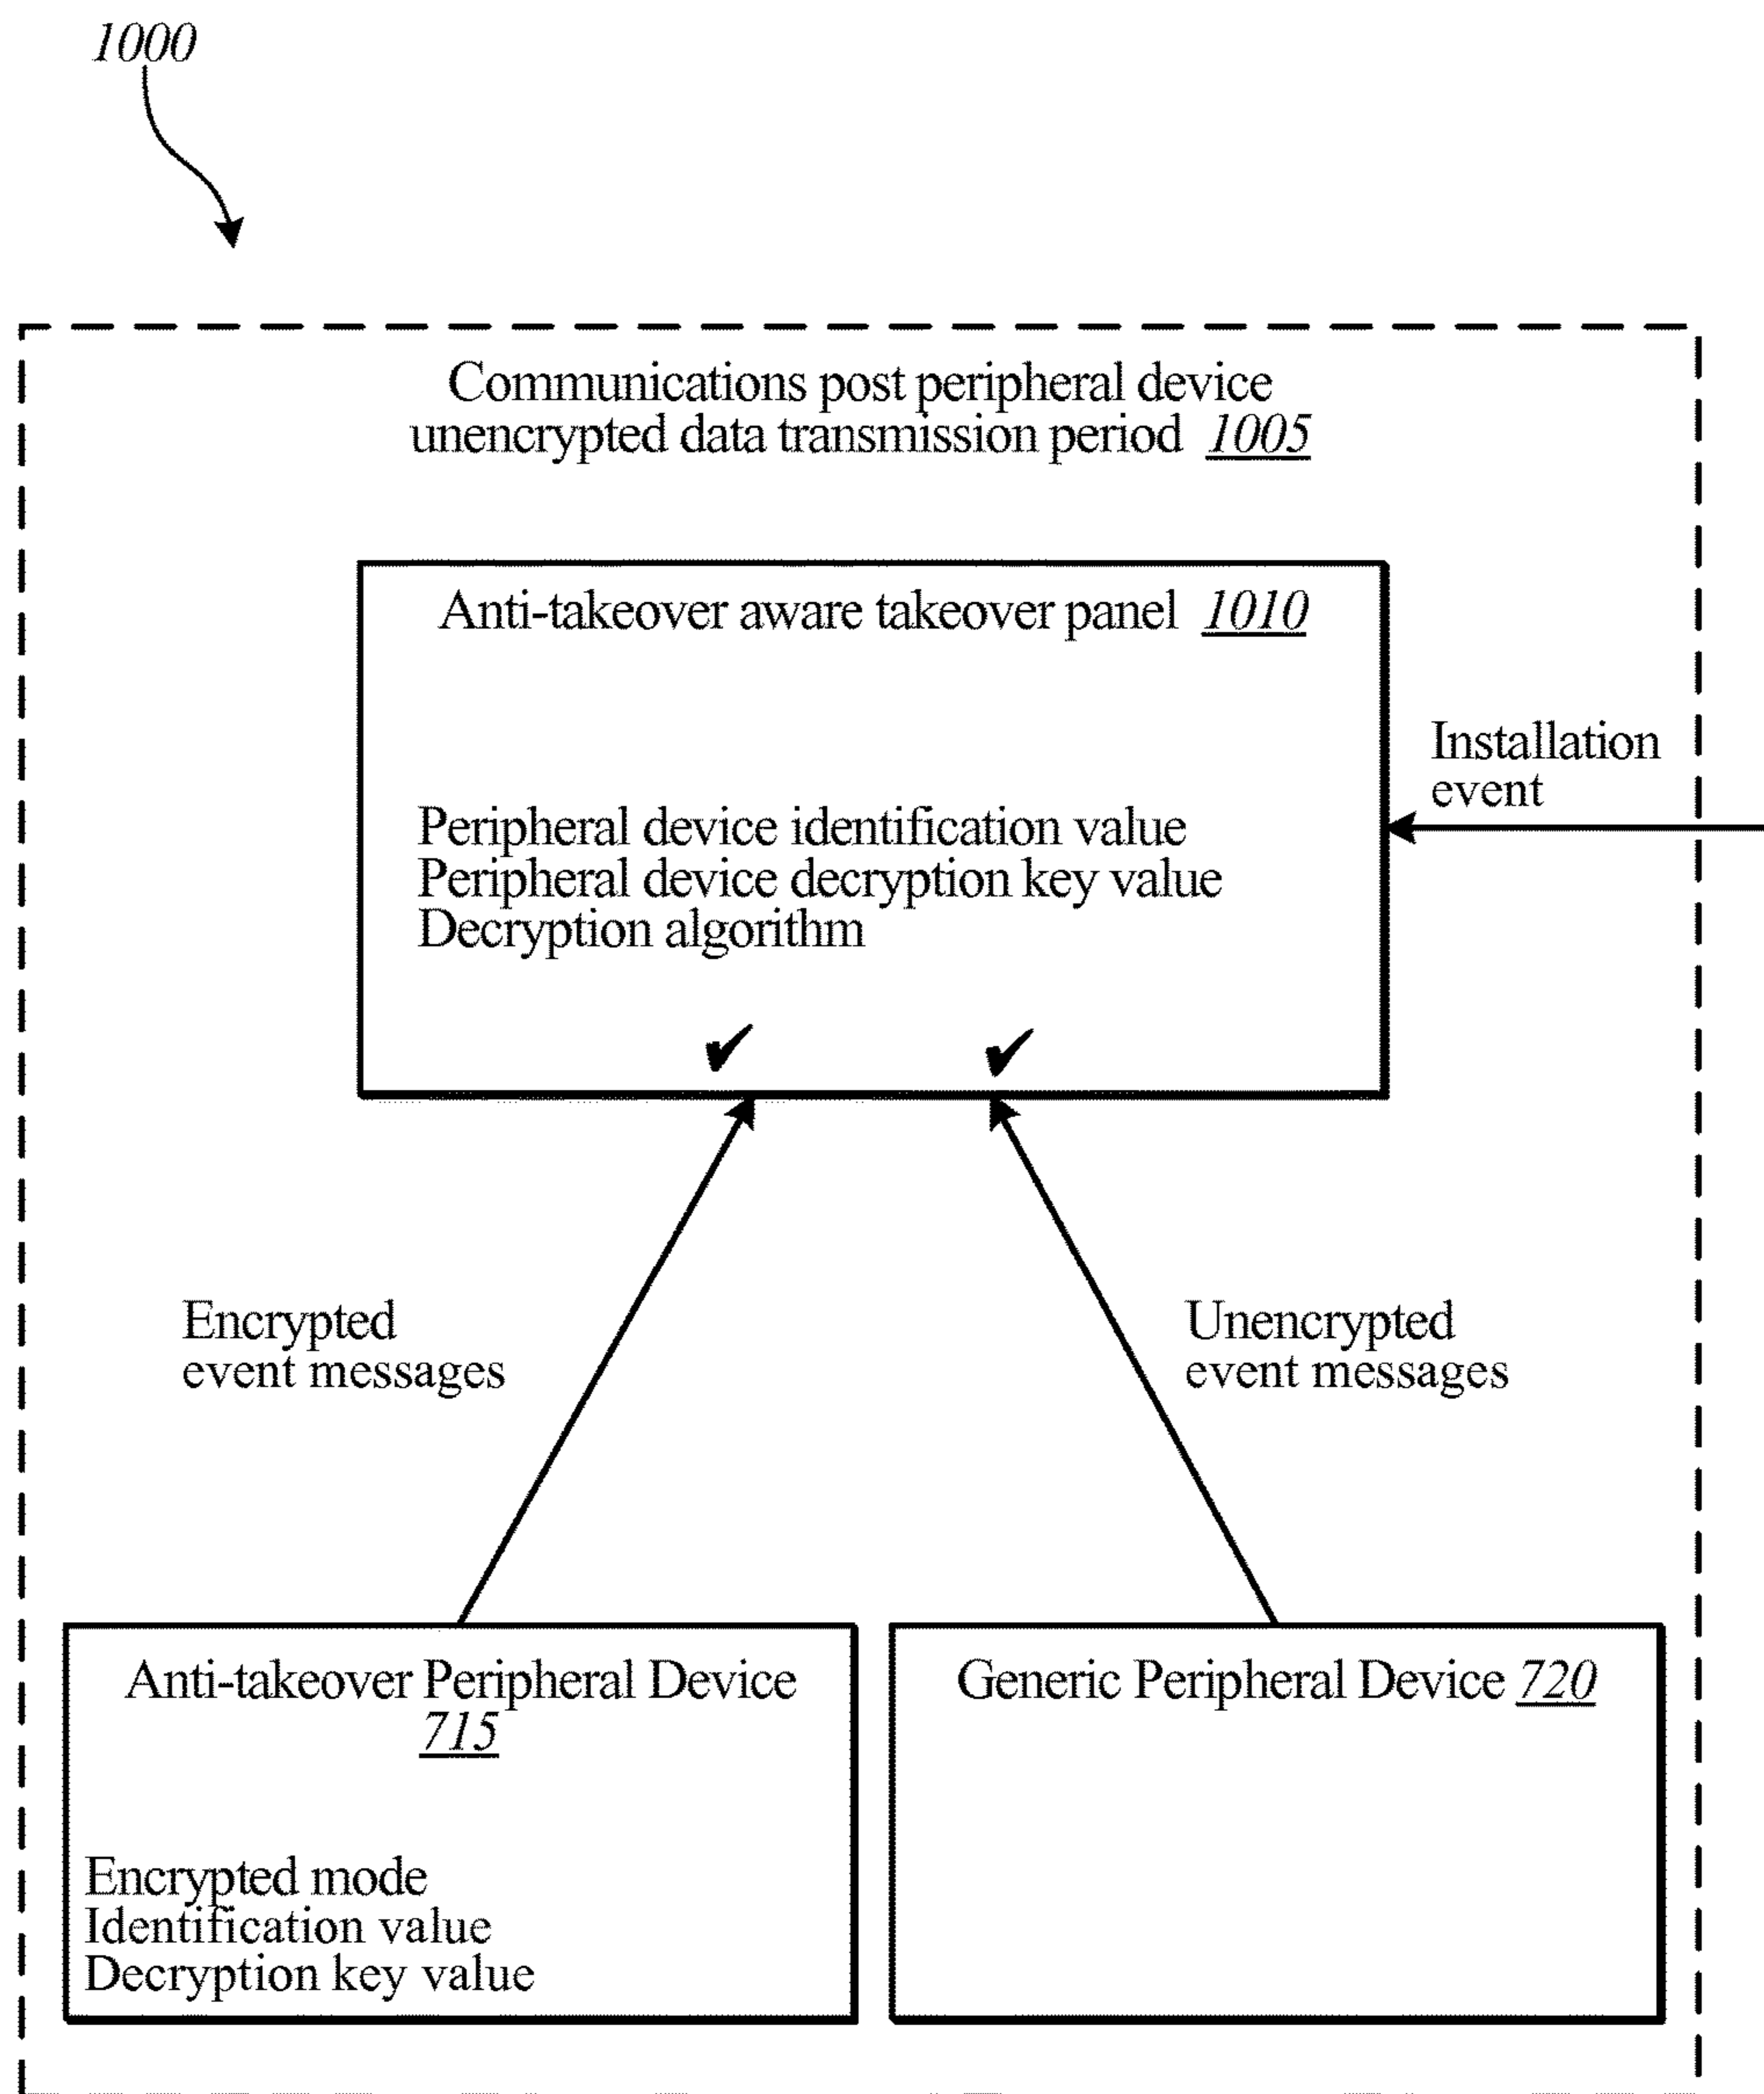 1000
Communications post peripheral device
unencrypted data transmission period 1005
Anti-takeover aware takeover panel 1010
Installation
event
Peripheral device identification value
Peripheral device decryption key value
Decryption algorithm
Encrypted
event messages
Unencrypted
event messages
Anti-takeover Peripheral Device
715
Encrypted mode
Identification value
Decryption key value
Generic Peripheral Device 720